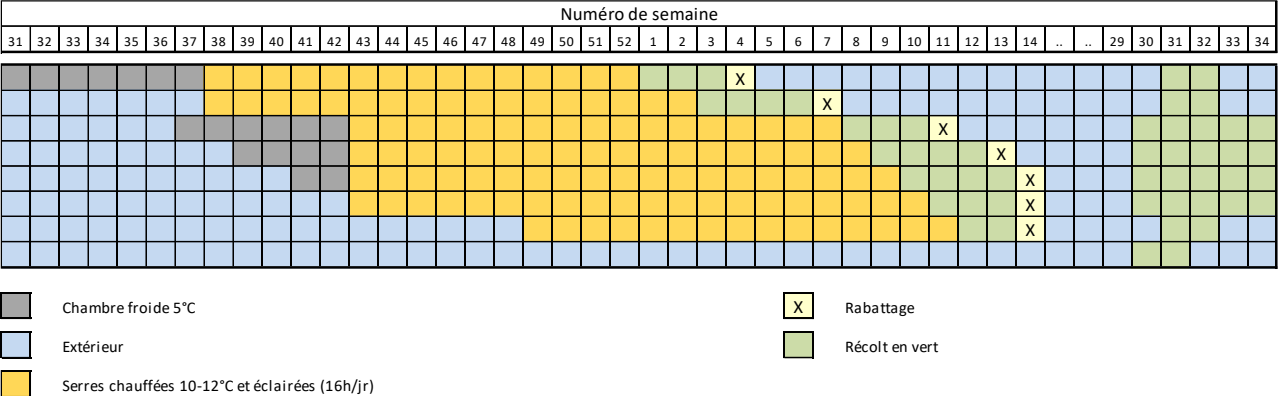 Numéro de semaine
31 32 33 34 35 36 37 38 39 40 41 42 43 44 45 46 47 48 49 50 51 52 1 2 3 4 5 6 7 8 9 10 11 12 13 14 .. .. 29 30 31 32 33 34
X
X
X
X
X
X
X
Chambre froide 5°C X Rabattage
Extérieur Récolt en vert
Serres chauffées 10-12°C et éclairées (16h/jr)